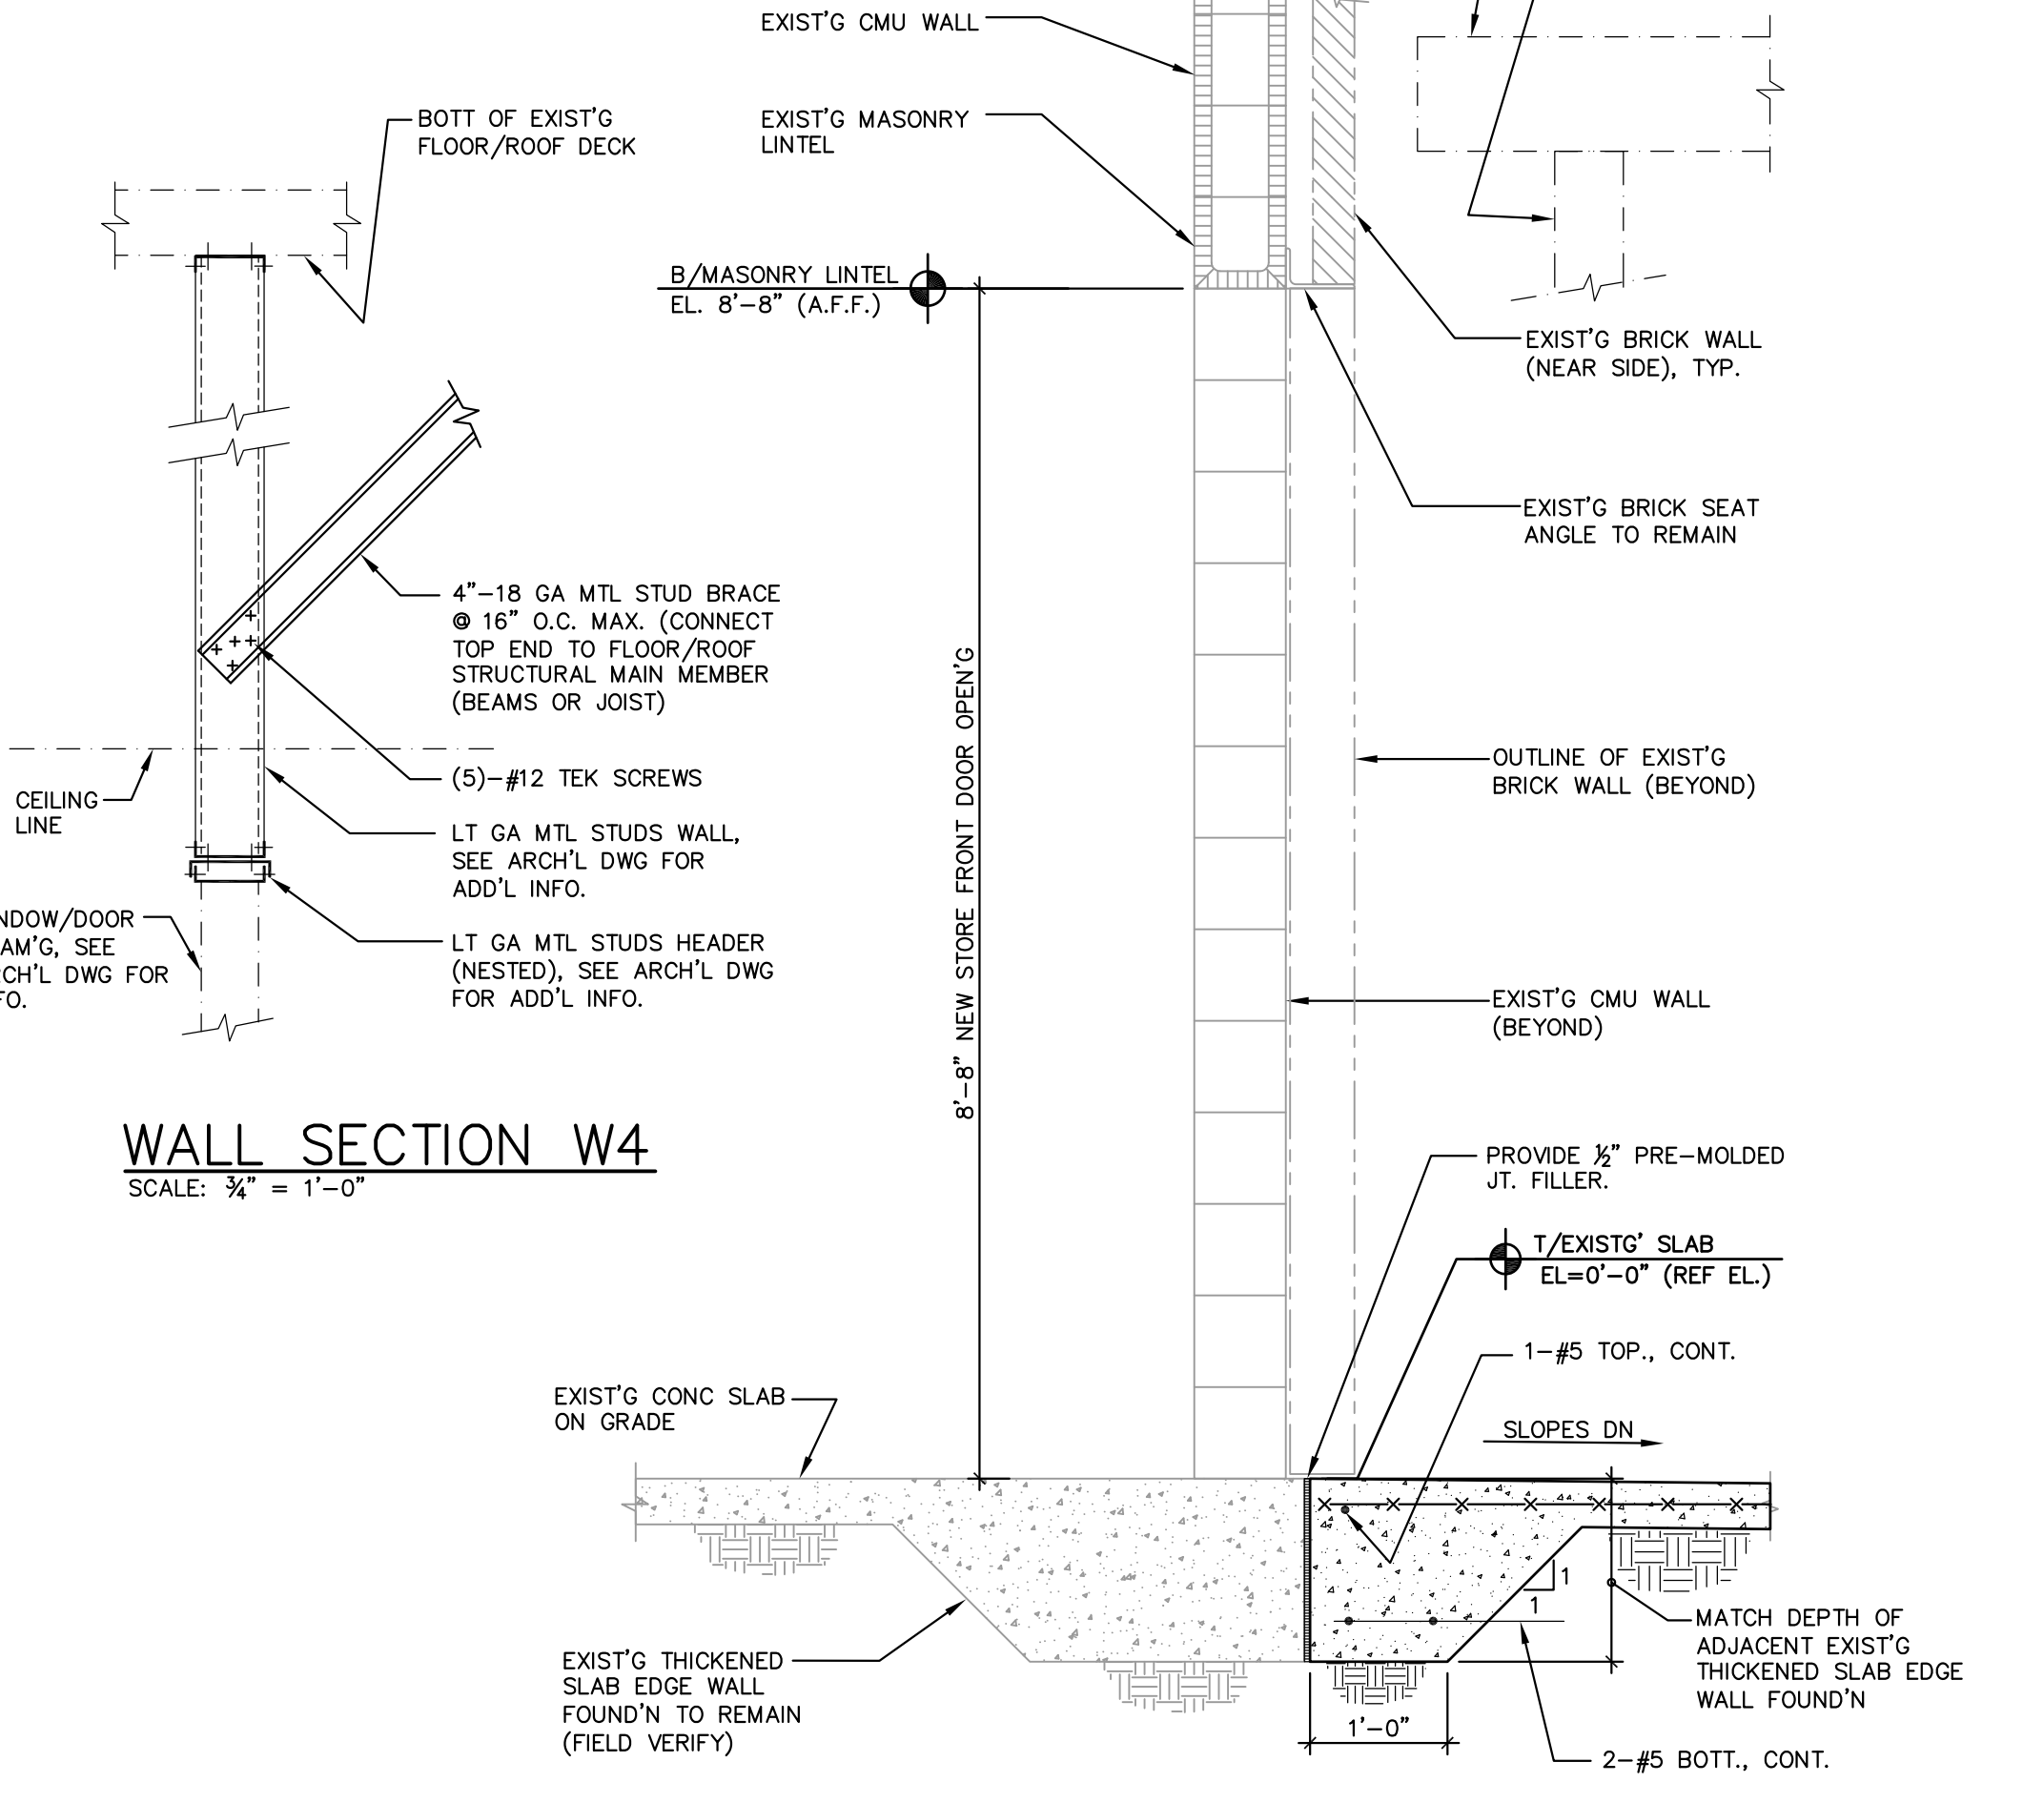 EXIST'G CMU WALL
EXIST'G MASONRY
LINTEL
BOTT OF EXIST'G
FLOOR/ROOF DECK
B/MASONRY LINTEL
EL. 8'-8" (A.F.F.)
EXIST'G BRICK WALL
(NEAR SIDE), TYP.
EXIST'G BRICK SEAT
ANGLE TO REMAIN
4"-18 GA MTL STUD BRACE
@ 16" O.C. MAX. (CONNECT
TOP END TO FLOOR/ROOF
STRUCTURAL MAIN MEMBER
(BEAMS OR JOIST)
(5)-#12 TEK SCREWS
CEILING
LINE
LT GA MTL STUDS WALL,
SEE ARCH'L DWG FOR
ADD'L INFO.
NDOW/DOOR
AM'G, SEE
CH'L DWG FOR
FO.
LT GA MTL STUDS HEADER
(NESTED), SEE ARCH'L DWG
FOR ADD'L INFO.
8'-8" NEW STORE FRONT DOOR OPEN'G
OUTLINE OF EXIST'G
BRICK WALL (BEYOND)
EXIST'G CMU WALL
(BEYOND)
WALL SECTION W4
SCALE: ¾" = 1'-0"
PROVIDE ½" PRE-MOLDED
JT. FILLER.
T/EXISTG' SLAB
EL=0'-0" (REF EL.)
1-#5 TOP., CONT.
SLOPES DN
EXIST'G CONC SLAB
ON GRADE
1
1
EXIST'G THICKENED
SLAB EDGE WALL
FOUND'N TO REMAIN
(FIELD VERIFY)
MATCH DEPTH OF
ADJACENT EXIST'G
THICKENED SLAB EDGE
WALL FOUND'N
1'-0"
2-#5 BOTT., CONT.